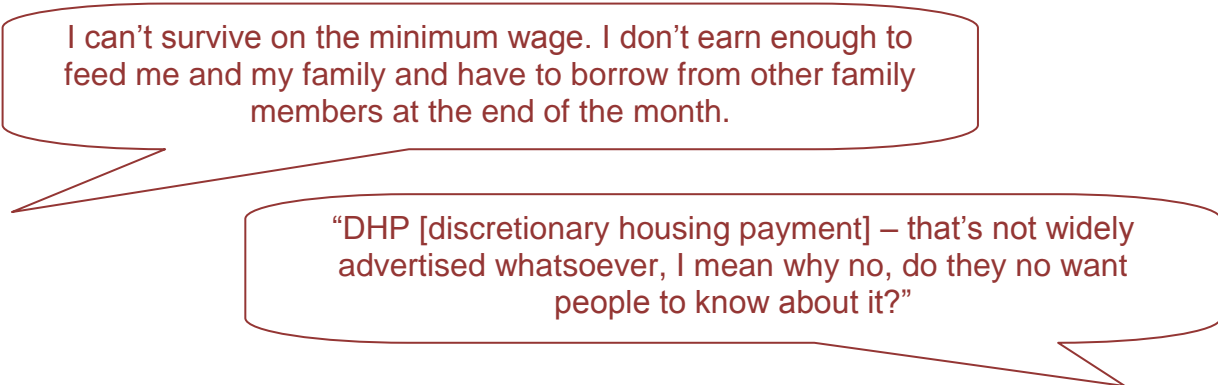 I can’t survive on the minimum wage. I don’t earn enough to
feed me and my family and have to borrow from other family
members at the end of the month.
“DHP [discretionary housing payment] – that’s not widely
advertised whatsoever, I mean why no, do they no want
people to know about it?”